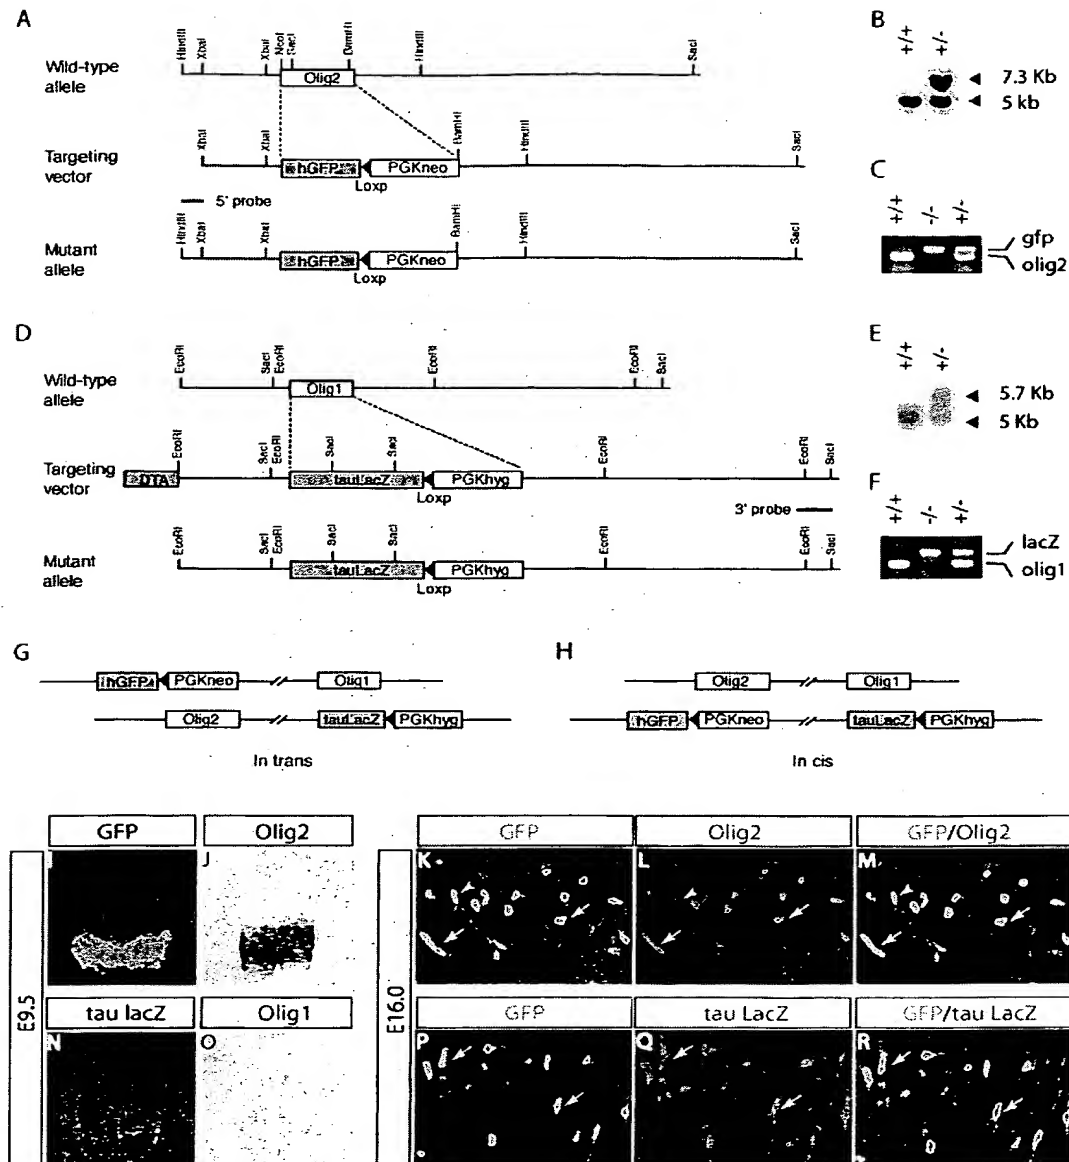 A
HindIII
XbaI
XbaI
NcoI
SacI
BamHI
HindIII
SacI
Wild-type
allele
Olig2
Targeting
vector
XbaI
XbaI
hGFP
PGKneo
BamHI
HindIII
SacI
Loxp
5' probe
Mutant
allele
HindIII
XbaI
XbaI
hGFP
PGKneo
BamHI
HindIII
SacI
Loxp
B
+/+
+/-
7.3 Kb
5 kb
C
+/+
-/-
+/-
gfp
olig2
D
EcoRI
SacI
EcoRI
EcoRI
EcoRI
SacI
Wild-type
allele
Olig1
Targeting
vector
DTA
EcoRI
SacI
EcoRI
SacI
SacI
tauLacZ
PGKhyg
EcoRI
EcoRI
SacI
Loxp
3' probe
Mutant
allele
EcoRI
SacI
EcoRI
SacI
SacI
tauLacZ
PGKhyg
EcoRI
EcoRI
SacI
Loxp
E
+/+
+/-
5.7 Kb
5 Kb
F
+/+
-/-
+/-
lacZ
olig1
G
hGFP
PGKneo
Olig1
Olig2
tauLacZ
PGKhyg
In trans
H
Olig2
Olig1
hGFP
PGKneo
tauLacZ
PGKhyg
In cis
E9.5
GFP
Olig2
I
J
tau lacZ
Olig1
N
O
E16.0
GFP
Olig2
GFP/Olig2
K
L
M
GFP
tau LacZ
GFP/tau LacZ
P
Q
R